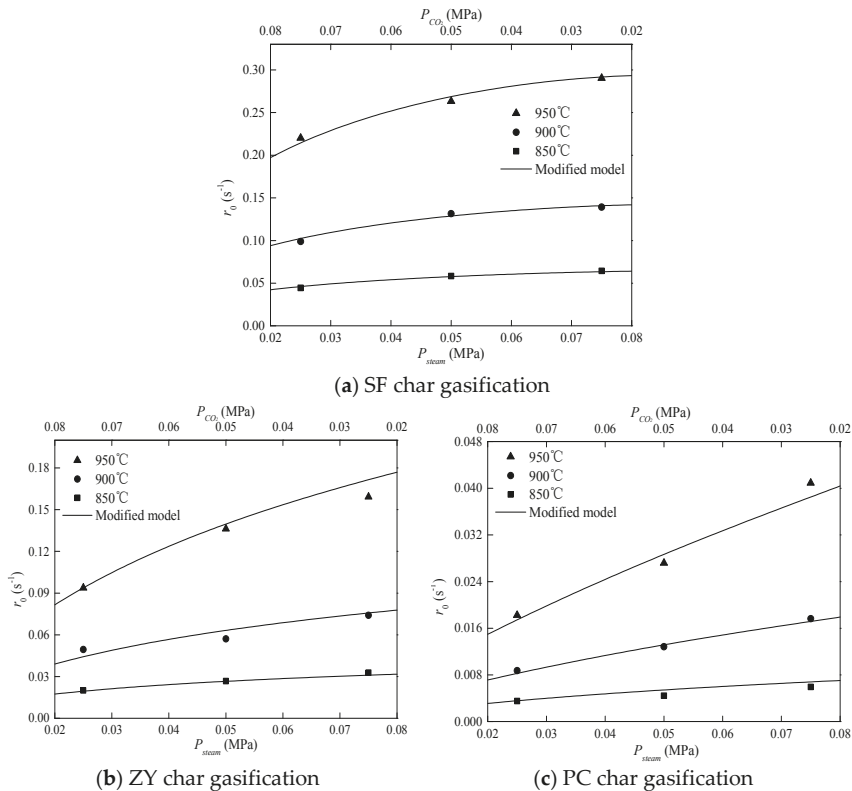 P_CO₂ (MPa)
0.08 0.07 0.06 0.05 0.04 0.03 0.02
0.30
0.25
0.20
0.15
0.10
0.05
0.00
r₀ (s⁻¹)
950℃
900℃
850℃
Modified model
0.02 0.03 0.04 0.05 0.06 0.07 0.08
P_steam (MPa)
(a) SF char gasification
P_CO₂ (MPa)
0.08 0.07 0.06 0.05 0.04 0.03 0.02
0.18
0.15
0.12
0.09
0.06
0.03
0.00
r₀ (s⁻¹)
950℃
900℃
850℃
Modified model
0.02 0.03 0.04 0.05 0.06 0.07 0.08
P_steam (MPa)
(b) ZY char gasification
P_CO₂ (MPa)
0.08 0.07 0.06 0.05 0.04 0.03 0.02
0.048
0.040
0.032
0.024
0.016
0.008
0.000
r₀ (s⁻¹)
950℃
900℃
850℃
Modified model
0.02 0.03 0.04 0.05 0.06 0.07 0.08
P_steam (MPa)
(c) PC char gasification